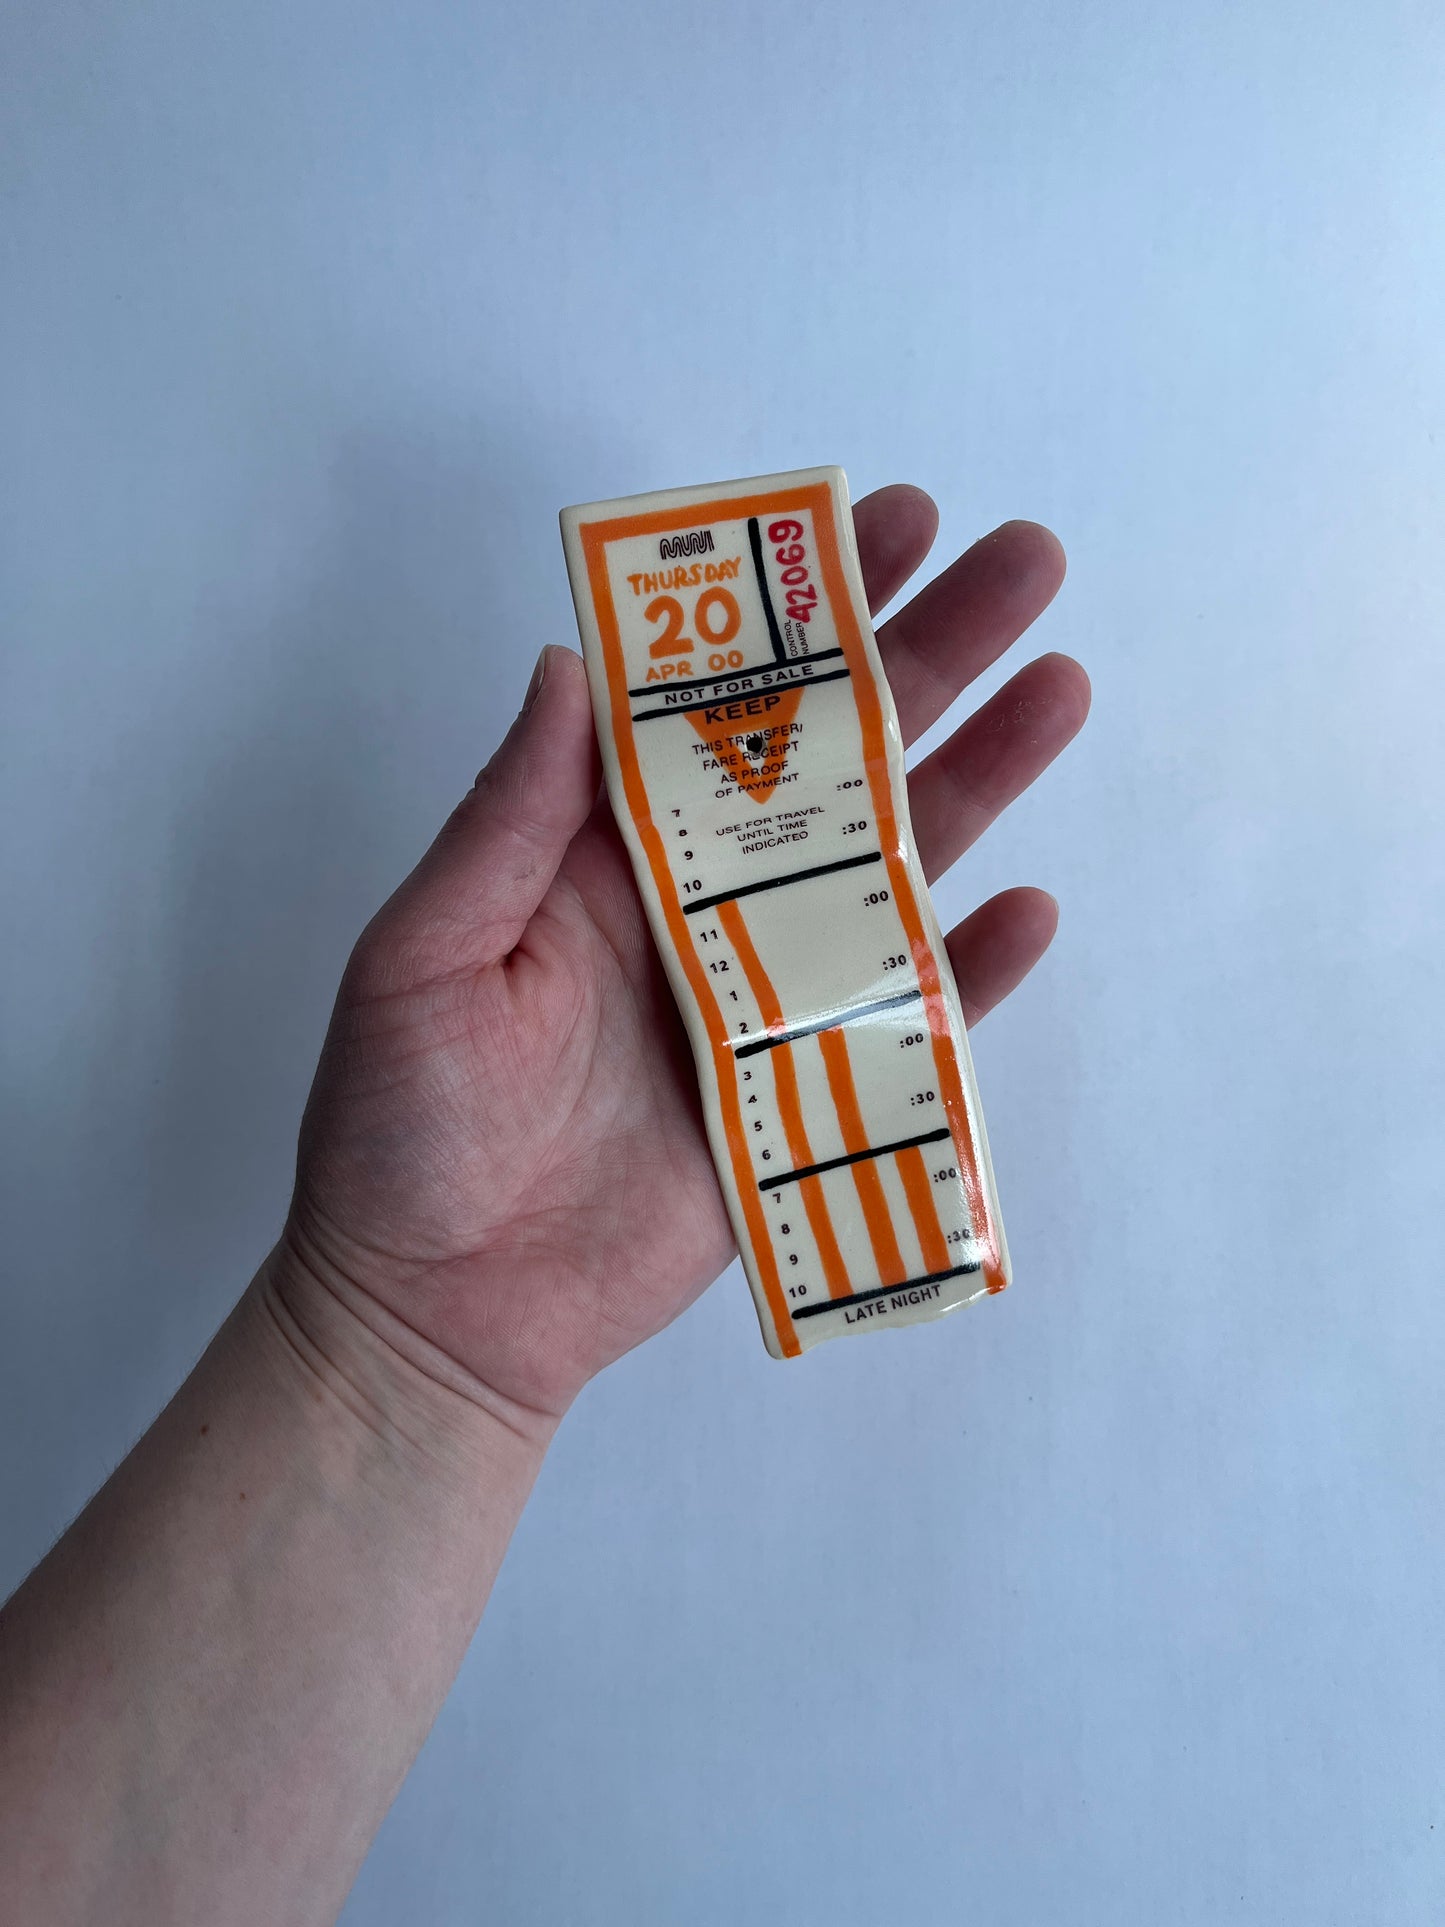 MUNI
THURSDAY
20
APR 00
CONTROL
NUMBER
42069
NOT FOR SALE
KEEP
THIS TRANSFER/
FARE RECEIPT
AS PROOF
OF PAYMENT
:00
7
8
USE FOR TRAVEL
UNTIL TIME
INDICATED
:30
9
10
:00
11
12
:30
1
2
:00
3
4
:30
5
6
:00
7
8
:30
9
10
LATE NIGHT